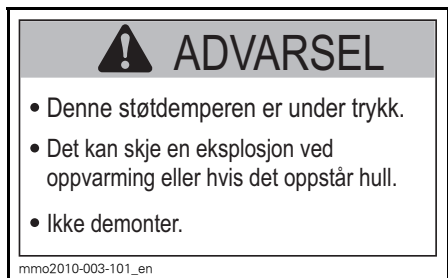 ADVARSEL
• Denne støtdemperen er under trykk.
• Det kan skje en eksplosjon ved
oppvarming eller hvis det oppstår hull.
• Ikke demonter.
mmo2010-003-101_en